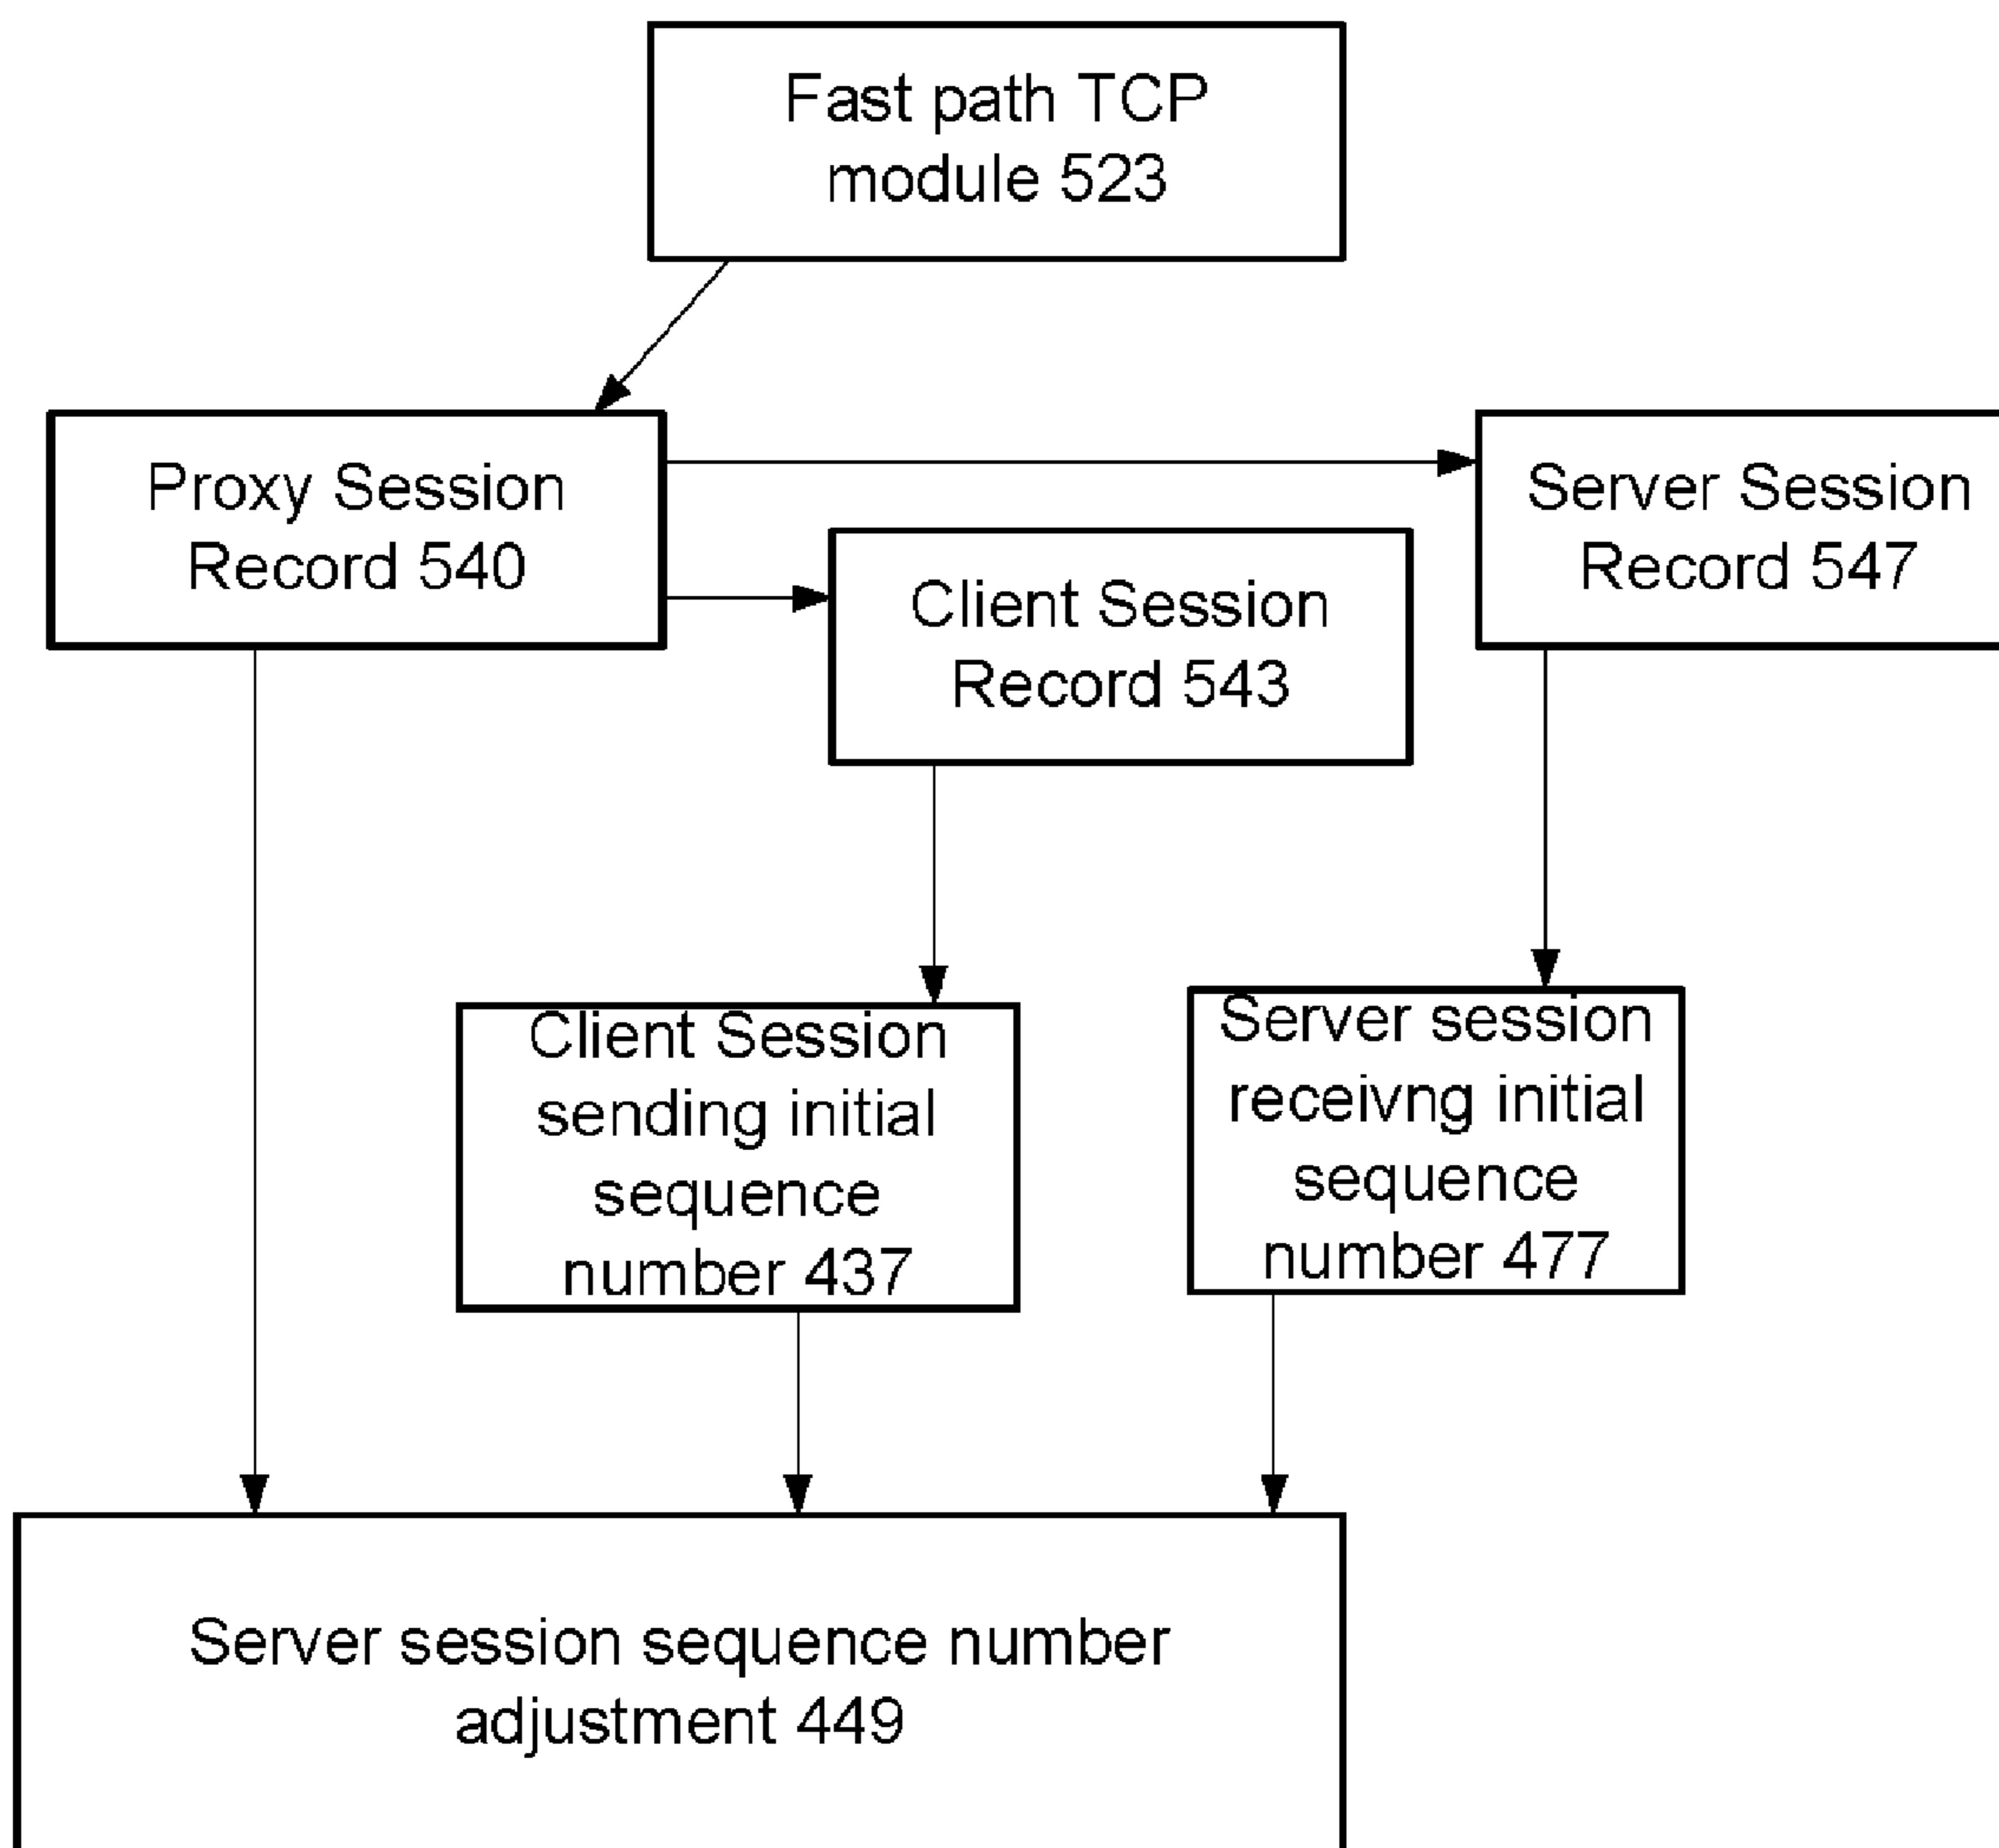 Fast path TCP
module 523
Proxy Session
Record 540
Server Session
Record 547
Client Session
Record 543
Client Session
sending initial
sequence
number 437
Server session
receivng initial
sequence
number 477
Server session sequence number
adjustment 449